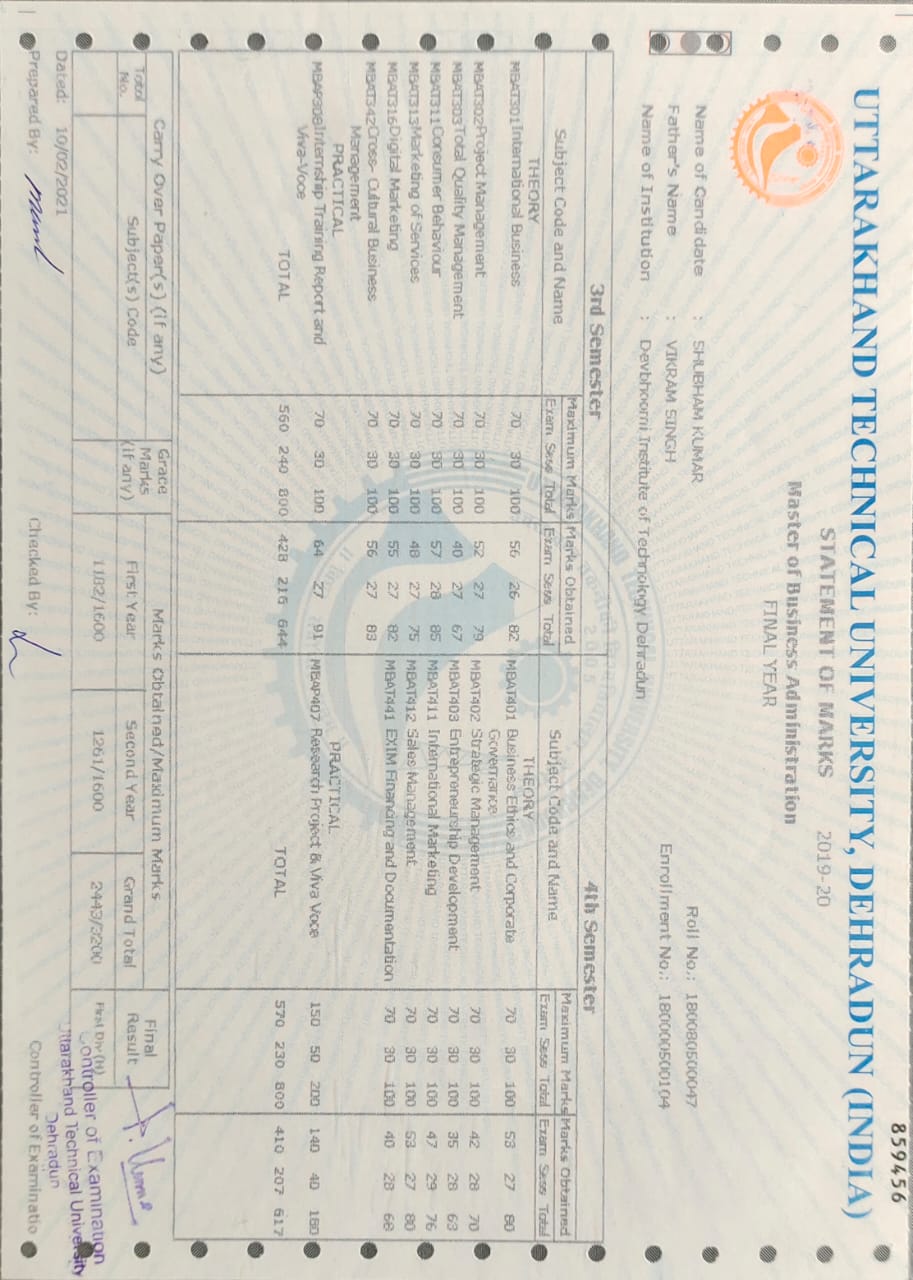 859456
UTTARAKHAND TECHNICAL UNIVERSITY, DEHRADUN (INDIA)
STATEMENT OF MARKS 2019-20
Master of Business Administration
FINAL YEAR
Name of Candidate : SHUBHAM KUMAR Roll No.: 180080500047
Father's Name : VIKRAM SINGH Enrollment No.: 180000500104
Name of Institution : Devbhoomi Institute of Technology Dehradun
3rd Semester 4th Semester
Subject Code and Name Maximum Marks Marks Obtained Subject Code and Name Maximum Marks Marks Obtained
Exam Sess Total Exam Sess Total Exam Sess Total Exam Sess Total
THEORY THEORY
MBAT301 International Business 70 30 100 56 26 82 MBAT401 Business Ethics and Corporate 70 30 100 53 27 80
Governance
MBAT302 Project Management 70 30 100 52 27 79 MBAT402 Strategic Management 70 30 100 42 28 70
MBAT303 Total Quality Management 70 30 100 40 27 67 MBAT403 Entrepreneurship Development 70 30 100 35 28 63
MBAT311 Consumer Behaviour 70 30 100 57 28 85 MBAT411 International Marketing 70 30 100 47 29 76
MBAT313 Marketing of Services 70 30 100 48 27 75 MBAT412 Sales Management 70 30 100 53 27 80
MBAT316 Digital Marketing 70 30 100 55 27 82 MBAT441 EXIM Financing and Documentation 70 30 100 40 28 68
MBAT342 Cross- Cultural Business 70 30 100 56 27 83
Management
PRACTICAL PRACTICAL
Internship Training Report and 70 30 100 64 27 91 MBAP407 Research Project & Viva Voce 150 50 200 140 40 180
Viva-Voce
TOTAL 560 240 800 428 216 644 TOTAL 570 230 800 410 207 617
Carry Over Paper(s) (if any) Grace Marks (if any) Marks Obtained/Maximum Marks Final Result
Total No. Subject(s) Code First Year Second Year Grand Total
1182/1600 1261/1600 2443/3200 First Div(H)
Dated: 10/02/2021
Controller of Examination
Uttarakhand Technical University
Dehradun
Prepared By: Checked By: Controller of Examinatio